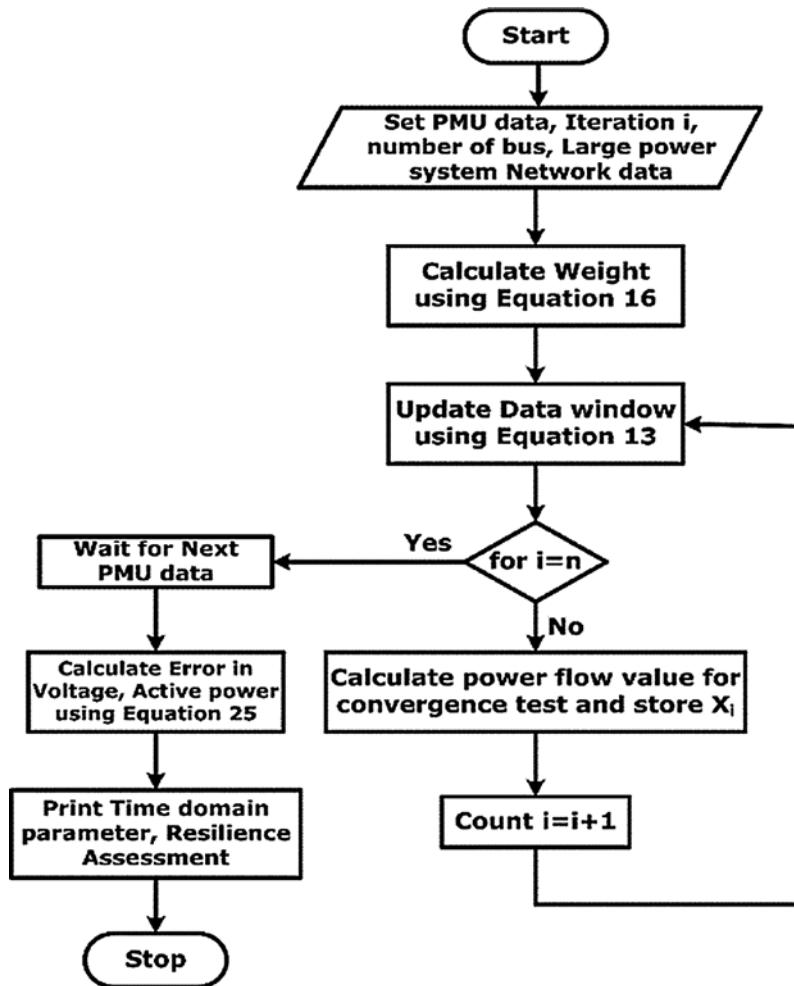 Start
Set PMU data, Iteration i,
number of bus, Large power
system Network data
Calculate Weight
using Equation 16
Update Data window
using Equation 13
for i=n
Yes
No
Wait for Next
PMU data
Calculate Error in
Voltage, Active power
using Equation 25
Print Time domain
parameter, Resilience
Assessment
Stop
Calculate power flow value for
convergence test and store Xᵢ
Count i=i+1